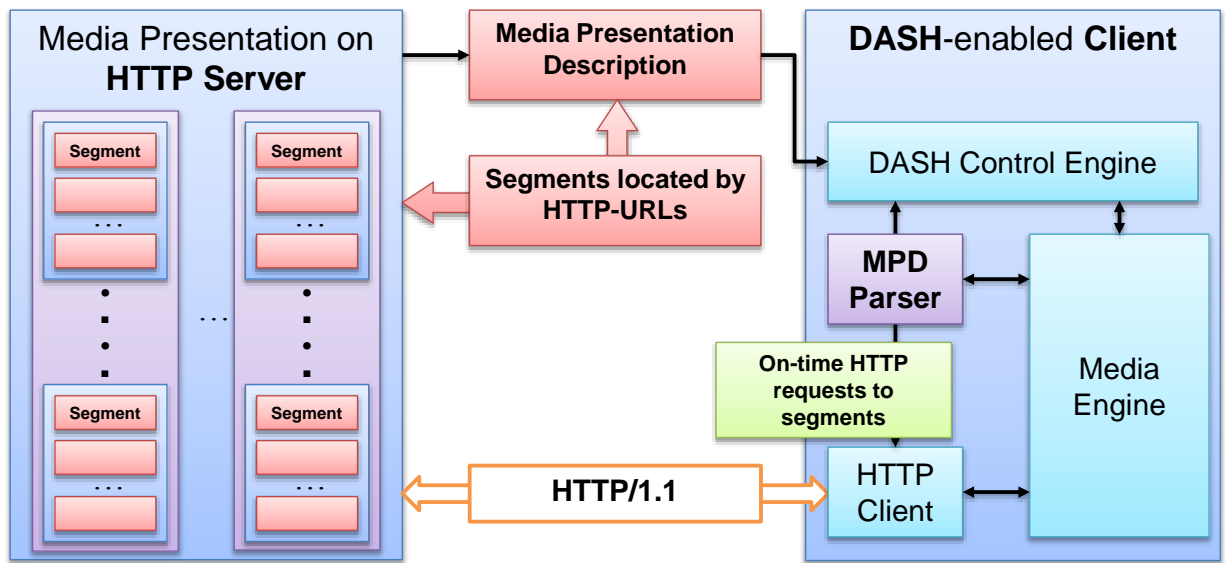 Media Presentation on
HTTP Server
Segment
...
Segment
...
...
Segment
...
Segment
...
Media Presentation
Description
Segments located by
HTTP-URLs
HTTP/1.1
DASH-enabled Client
DASH Control Engine
MPD
Parser
On-time HTTP
requests to
segments
HTTP
Client
Media
Engine